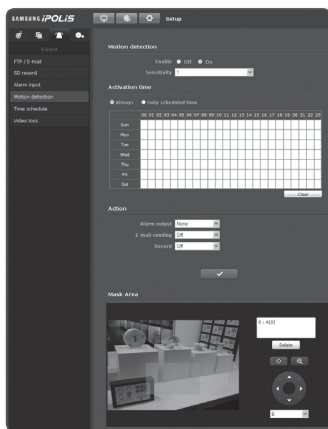 SAMSUNG iPOLiS
Setup
Event
FTP / E-mail
SD record
Alarm input
Motion detection
Time schedule
Video loss
Motion detection
Enable Off On
Sensitivity
Activation time
Always Only scheduled time
00 01 02 03 04 05 06 07 08 09 10 11 12 13 14 15 16 17 18 19 20 21 22 23
Sun
Mon
Tue
Wed
Thu
Fri
Sat
Clear
Action
Alarm output None
E-mail sending Off
Record Off
Mask Area
Delete